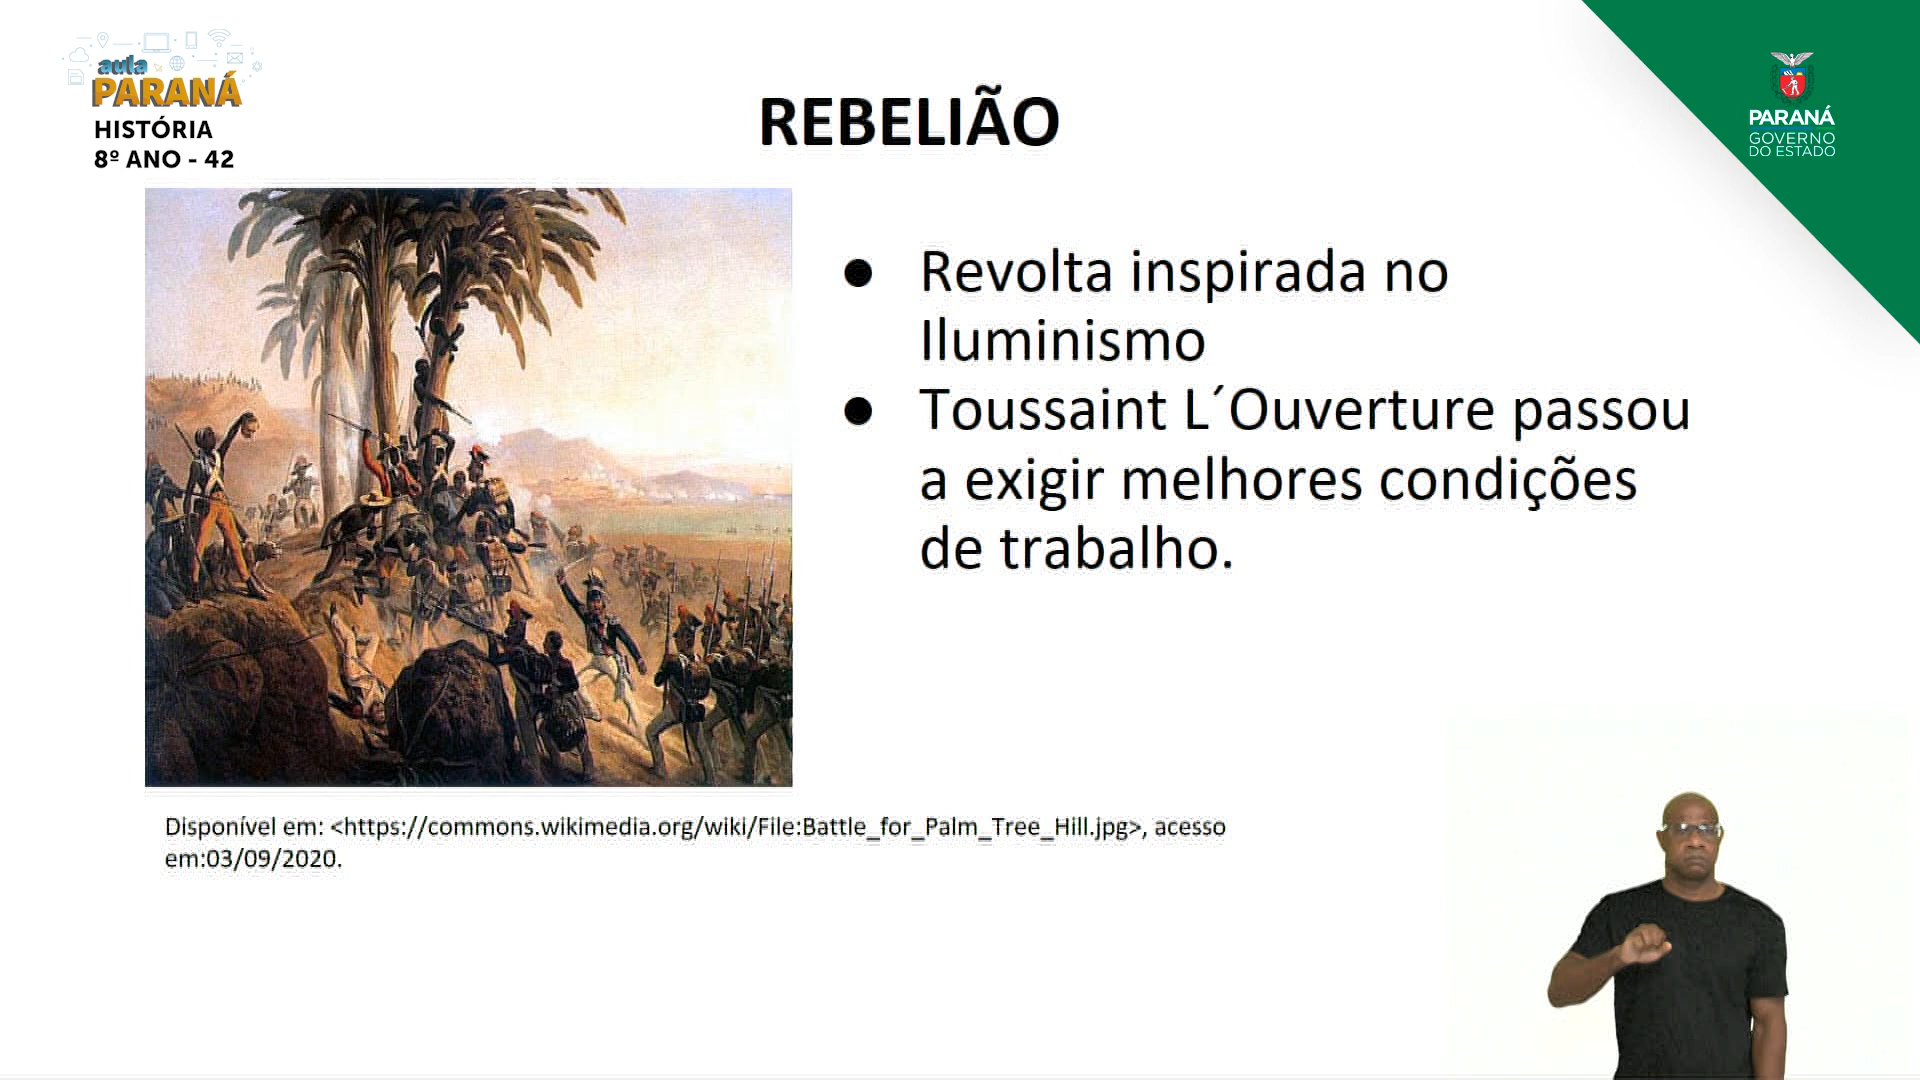 aula
PARANÁ
HISTÓRIA
8º ANO - 42
REBELIÃO
PARANÁ
GOVERNO
DO ESTADO
● Revolta inspirada no
Iluminismo
● Toussaint L´Ouverture passou
a exigir melhores condições
de trabalho.
Disponível em: <https://commons.wikimedia.org/wiki/File:Battle_for_Palm_Tree_Hill.jpg>, acesso
em:03/09/2020.